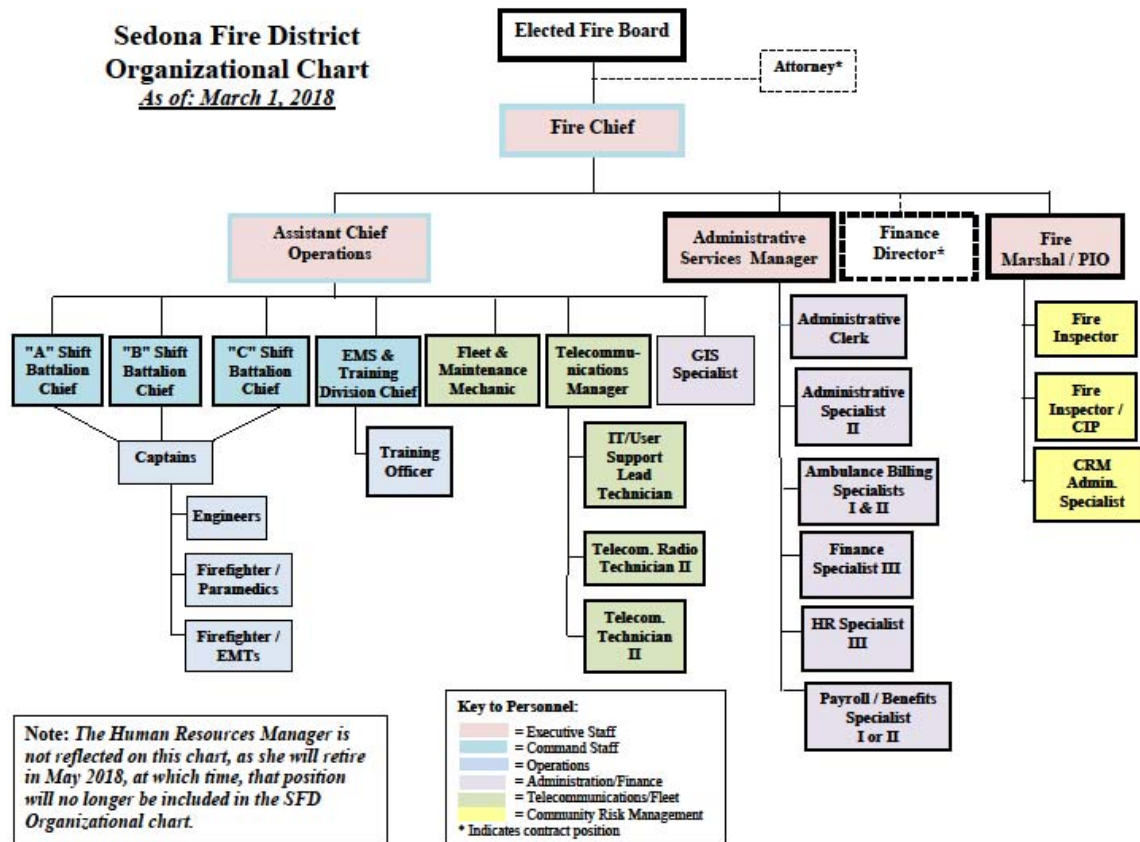 Sedona Fire District
Organizational Chart
As of: March 1, 2018
Elected Fire Board
Attorney*
Fire Chief
Assistant Chief
Operations
Administrative
Services Manager
Finance
Director*
Fire
Marshal / PIO
"A" Shift
Battalion
Chief
"B" Shift
Battalion
Chief
"C" Shift
Battalion
Chief
EMS &
Training
Division Chief
Fleet &
Maintenance
Mechanic
Telecommu-
nications
Manager
GIS
Specialist
Captains
Engineers
Firefighter /
Paramedics
Firefighter /
EMTs
Training
Officer
IT/User
Support
Lead
Technician
Telecom. Radio
Technician II
Telecom.
Technician
II
Administrative
Clerk
Administrative
Specialist
II
Ambulance Billing
Specialists
I & II
Finance
Specialist III
HR Specialist
III
Payroll / Benefits
Specialist
I or II
Fire
Inspector
Fire
Inspector /
CIP
CRM
Admin.
Specialist
Note: The Human Resources Manager is
not reflected on this chart, as she will retire
in May 2018, at which time, that position
will no longer be included in the SFD
Organizational chart.
Key to Personnel:
= Executive Staff
= Command Staff
= Operations
= Administration/Finance
= Telecommunications/Fleet
= Community Risk Management
* Indicates contract position